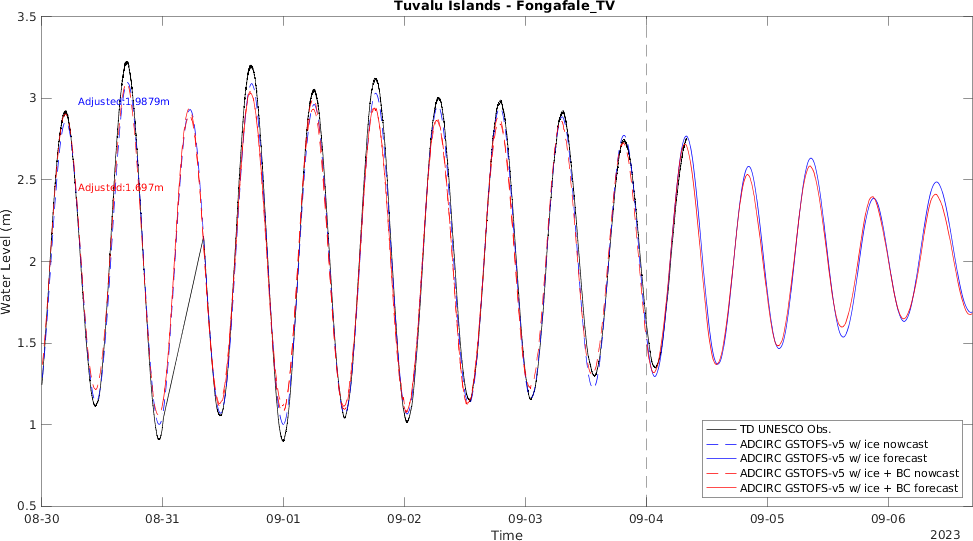 Tuvalu Islands - Fongafale_TV
3.5
3
2.5
2
1.5
1
0.5
Water Level (m)
Adjusted:1.9879m
Adjusted:1.697m
TD UNESCO Obs.
ADCIRC GSTOFS-v5 w/ ice nowcast
ADCIRC GSTOFS-v5 w/ ice forecast
ADCIRC GSTOFS-v5 w/ ice + BC nowcast
ADCIRC GSTOFS-v5 w/ ice + BC forecast
08-30 08-31 09-01 09-02 09-03 09-04 09-05 09-06
Time
2023